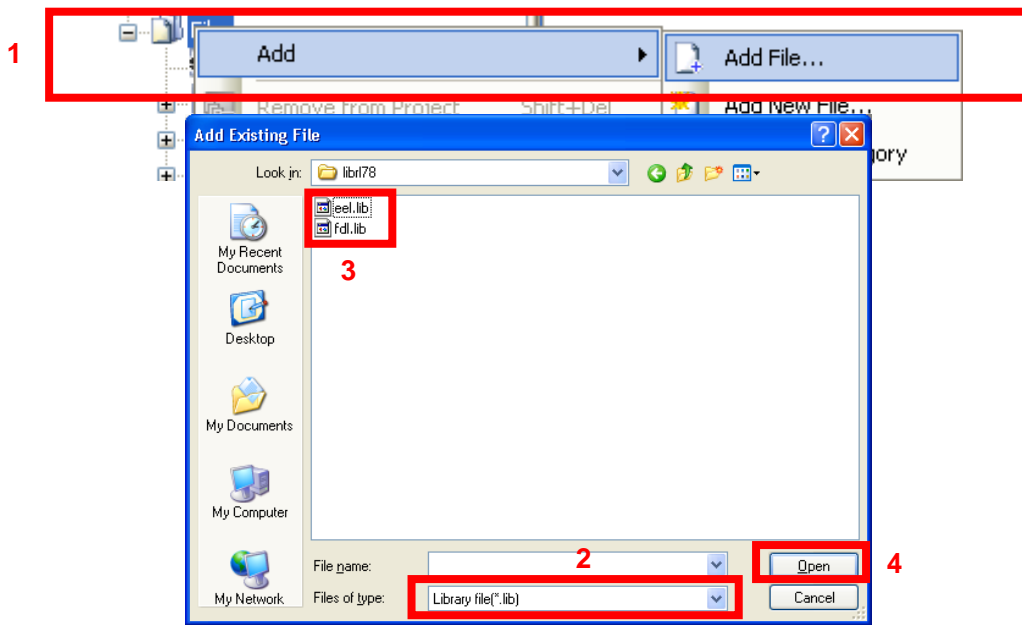 1
Add
Add File...
Remove from Project Shift+Del
Add New File...
Add Existing File
Look in:
librl78
eel.lib
fdl.lib
3
My Recent
Documents
Desktop
My Documents
My Computer
My Network
File name:
2
Open
4
Files of type:
Library file(*.lib)
Cancel